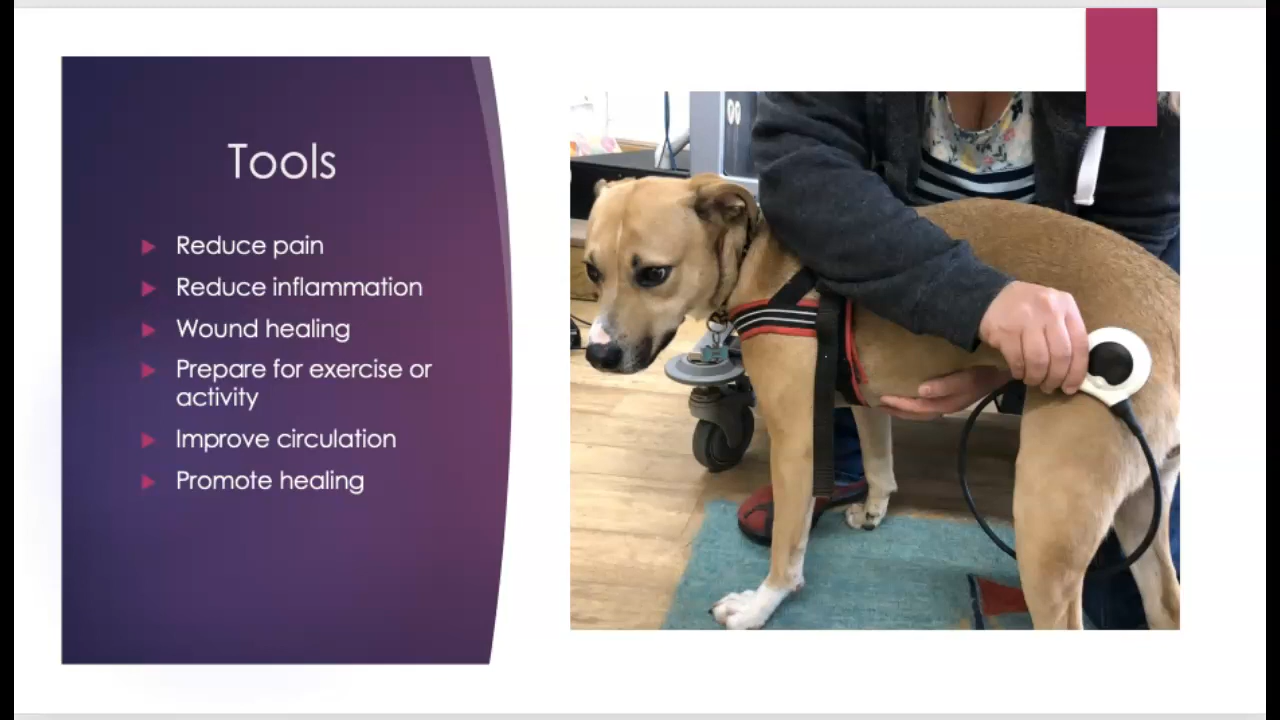 Tools
Reduce pain
Reduce inflammation
Wound healing
Prepare for exercise or
activity
Improve circulation
Promote healing